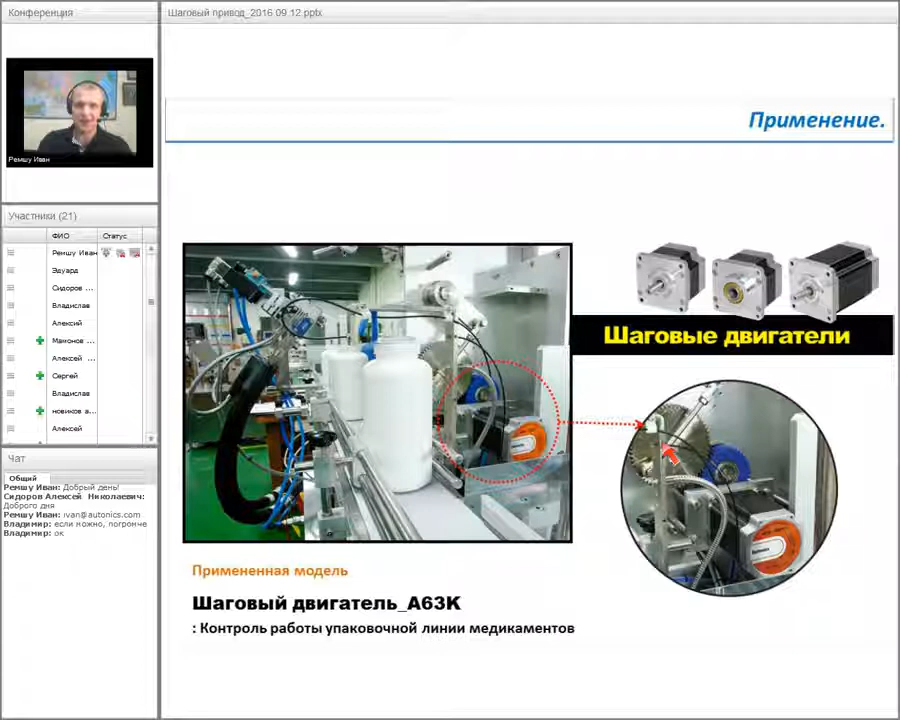 Конференция
Шаговый привод_2016 09 12.pptx
Ремшу Иван
Участники (21)
ФИО
Статус
Ремшу Иван
Эдуард
Сидоров ...
Владислав
Алексий
Мамонов ...
Алексей ...
Сергей
Владислав
новиков а...
Алексей
Чат
Общий
Ремшу Иван: Добрый день!
Сидоров Алексей Николаевич:
Доброго дня
Ремшу Иван: ivan@autonics.com
Владимир: если можно, погромче
Владимир: ок
Применение.
Шаговые двигатели
Примененная модель
Шаговый двигатель_A63K
: Контроль работы упаковочной линии медикаментов